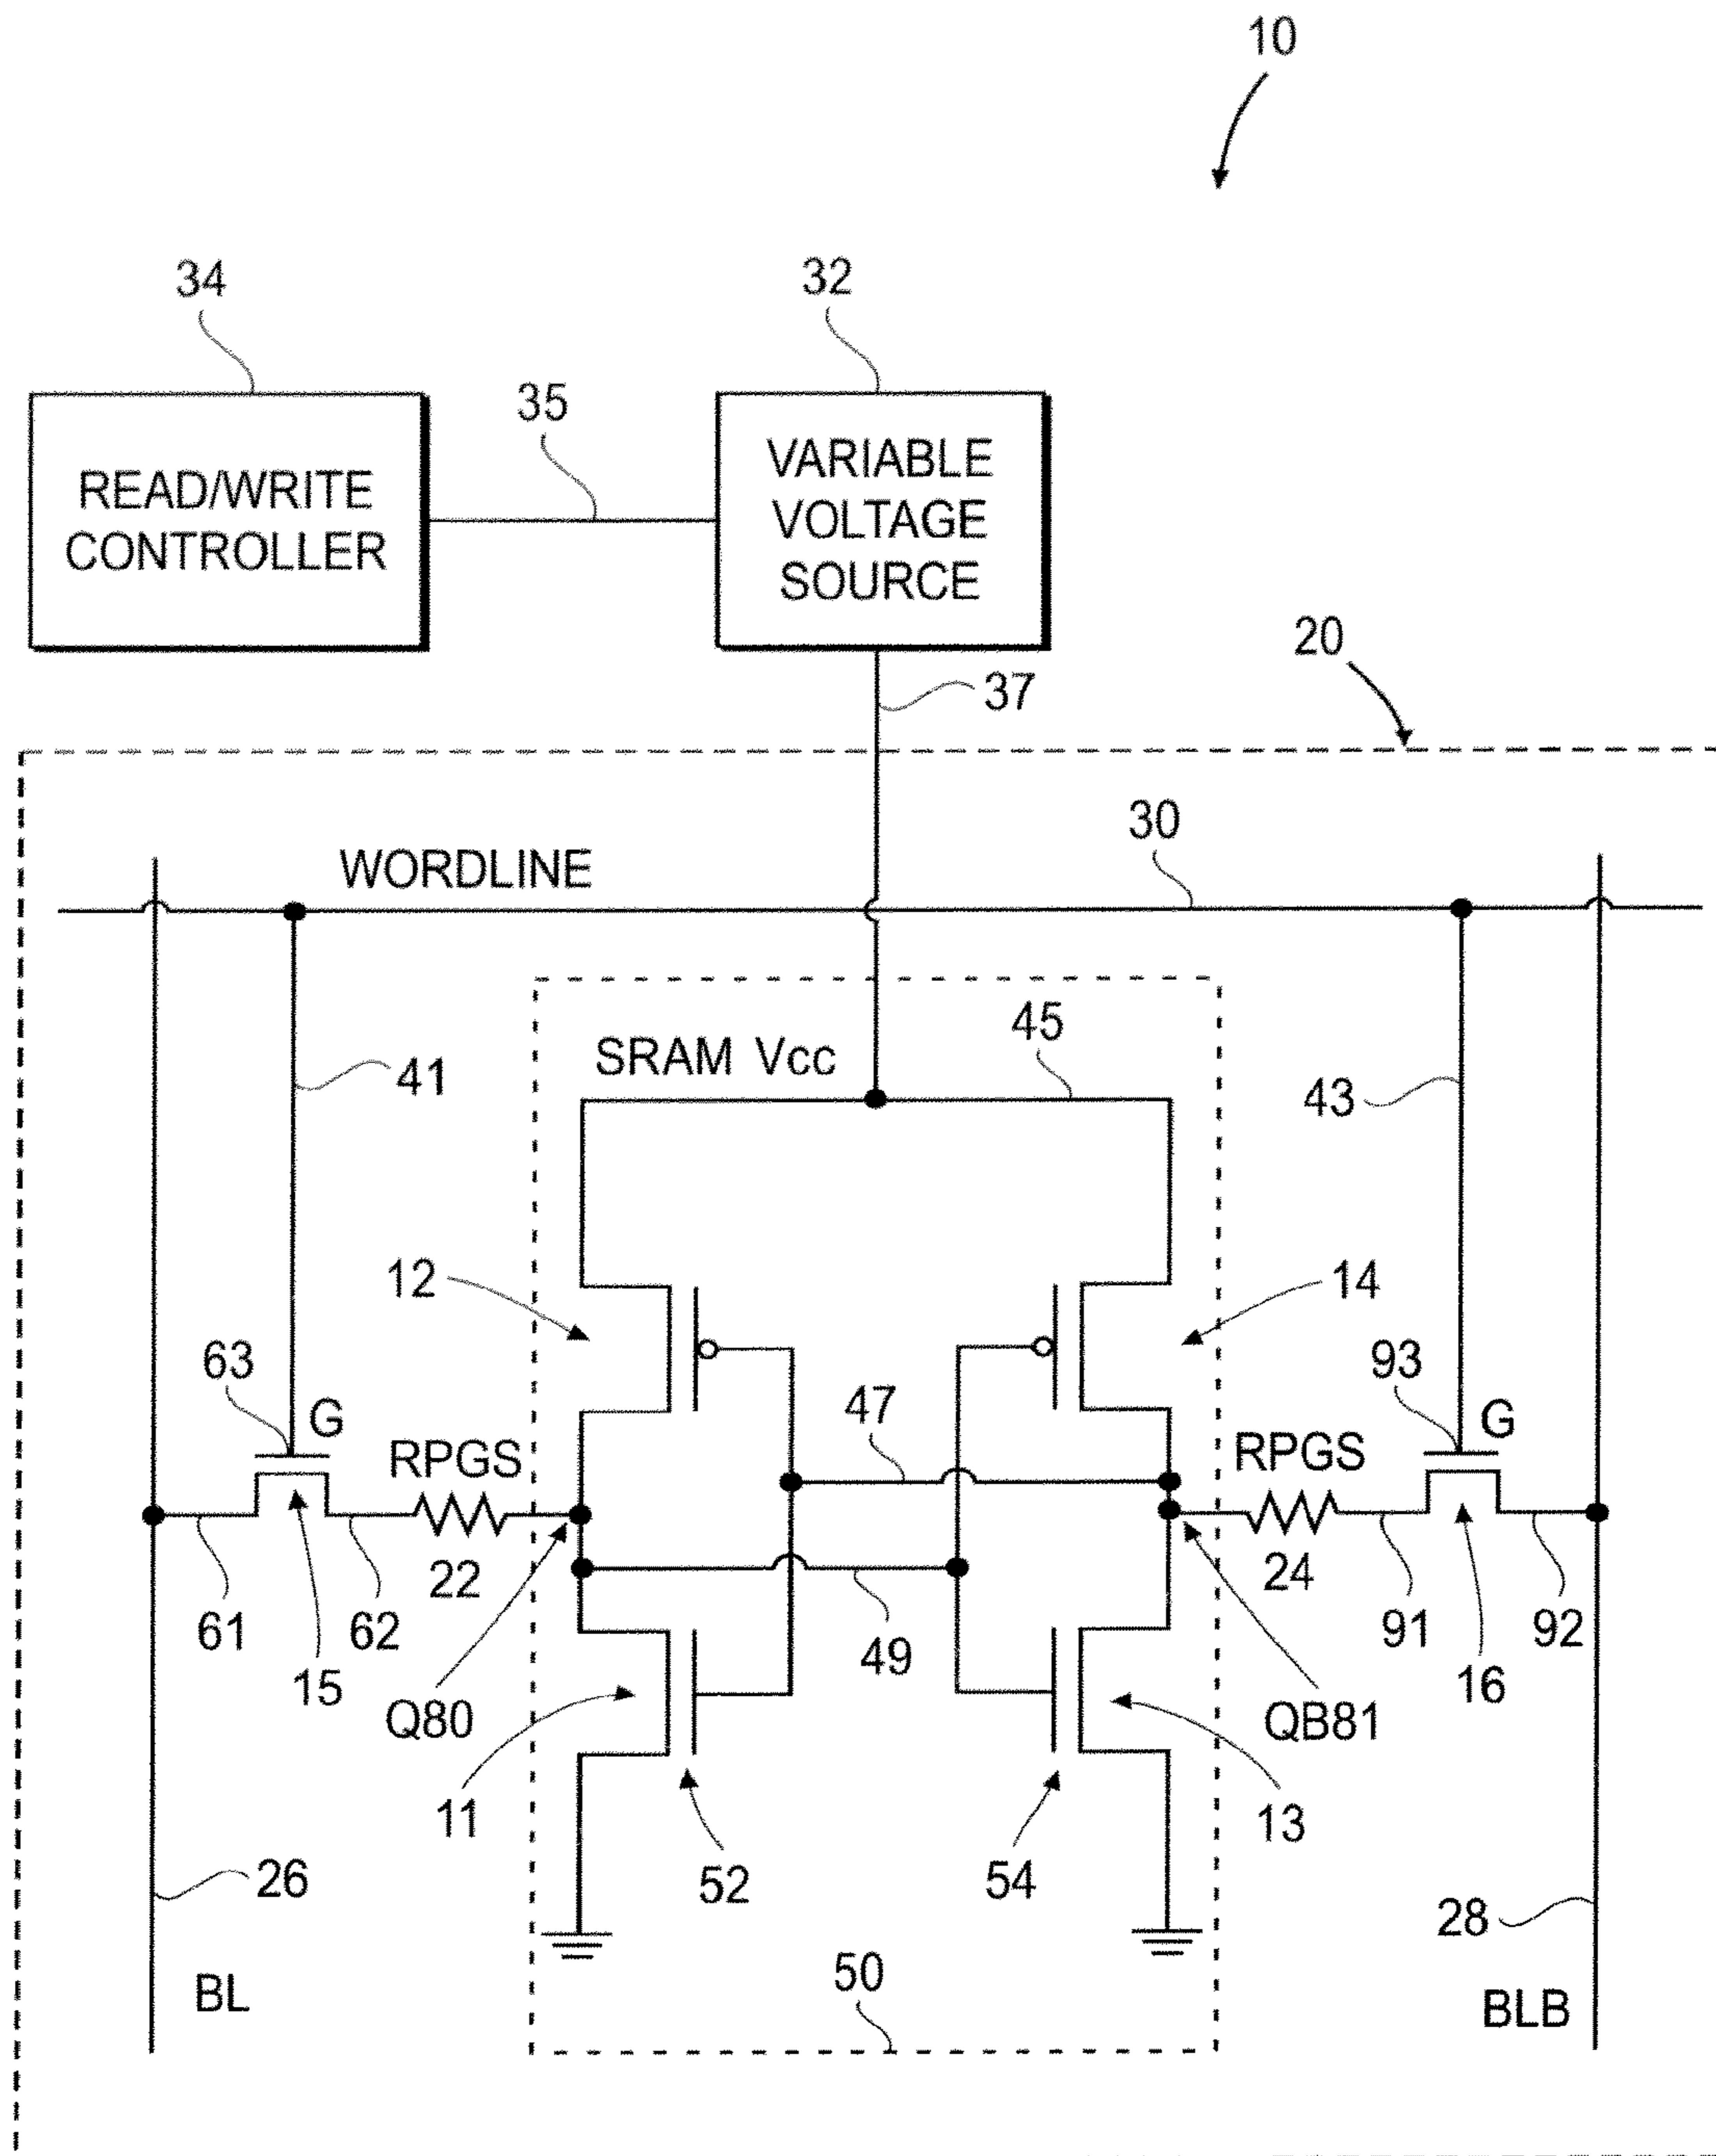 10
34
32
35
READ/WRITE
CONTROLLER
VARIABLE
VOLTAGE
SOURCE
37
20
30
WORDLINE
45
SRAM Vcc
41
43
12
14
63
93
G
G
47
RPGS
RPGS
22
24
61
62
49
91
92
15
16
Q80
QB81
11
13
52
54
26
28
50
BL
BLB